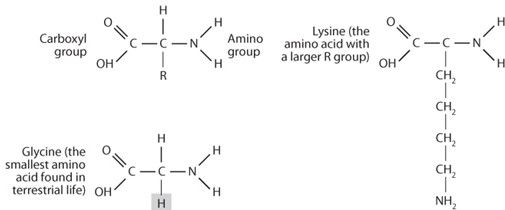 H
O
H
Carboxyl
group
C — C — N
Amino
group
OH
H
R
Lysine (the
amino acid with
a larger R group)
O
H
C — C — N
OH
H
CH₂
CH₂
CH₂
CH₂
NH₂
Glycine (the
smallest amino
acid found in
terrestrial life)
H
O
H
C — C — N
OH
H
H